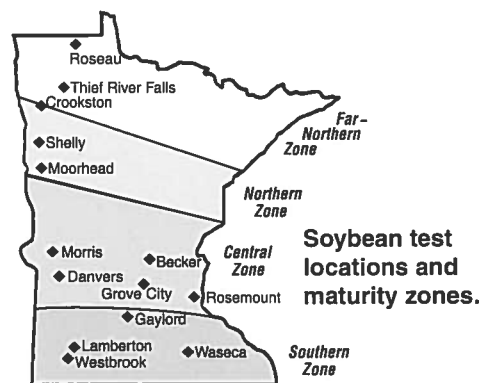 Roseau
Thief River Falls
Crookston
Far–
Northern
Zone
Shelly
Moorhead
Northern
Zone
Morris
Becker
Central
Zone
Danvers
Grove City
Rosemount
Soybean test
locations and
maturity zones.
Gaylord
Lamberton
Westbrook
Waseca
Southern
Zone